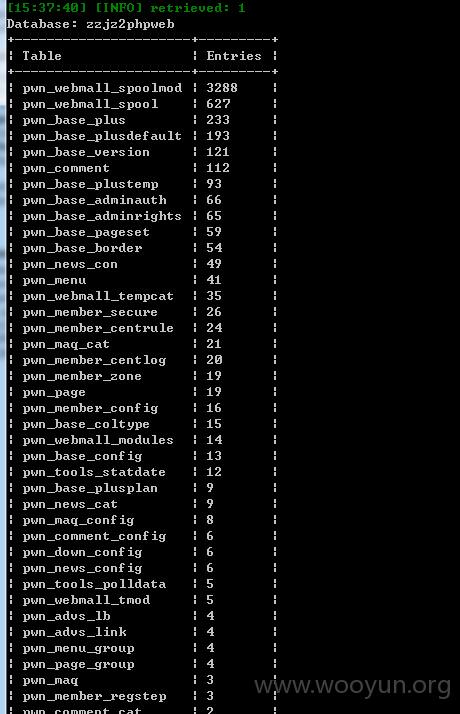 [15:37:40] [INFO] retrieved: 1
Database: zzjz2phpweb
+----------------------+---------+
| Table | Entries |
+----------------------+---------+
| pwn_webmall_spoolmod | 3288 |
| pwn_webmall_spool | 627 |
| pwn_base_plus | 233 |
| pwn_base_plusdefault | 193 |
| pwn_base_version | 121 |
| pwn_comment | 112 |
| pwn_base_plustemp | 93 |
| pwn_base_adminauth | 66 |
| pwn_base_adminrights | 65 |
| pwn_base_pageset | 59 |
| pwn_base_border | 54 |
| pwn_news_con | 49 |
| pwn_menu | 41 |
| pwn_webmall_tempcat | 35 |
| pwn_member_secure | 26 |
| pwn_member_centrule | 24 |
| pwn_maq_cat | 21 |
| pwn_member_centlog | 20 |
| pwn_member_zone | 19 |
| pwn_page | 19 |
| pwn_member_config | 16 |
| pwn_base_coltype | 15 |
| pwn_webmall_modules | 14 |
| pwn_base_config | 13 |
| pwn_tools_statdate | 12 |
| pwn_base_plusplan | 9 |
| pwn_news_cat | 9 |
| pwn_maq_config | 8 |
| pwn_comment_config | 6 |
| pwn_down_config | 6 |
| pwn_news_config | 6 |
| pwn_tools_polldata | 5 |
| pwn_webmall_tmod | 5 |
| pwn_advs_lb | 4 |
| pwn_advs_link | 4 |
| pwn_menu_group | 4 |
| pwn_page_group | 4 |
| pwn_maq | 3 |
| pwn_member_regstep | 3 |
| pwn_comment_cat | 2 |
www.wooyun.org